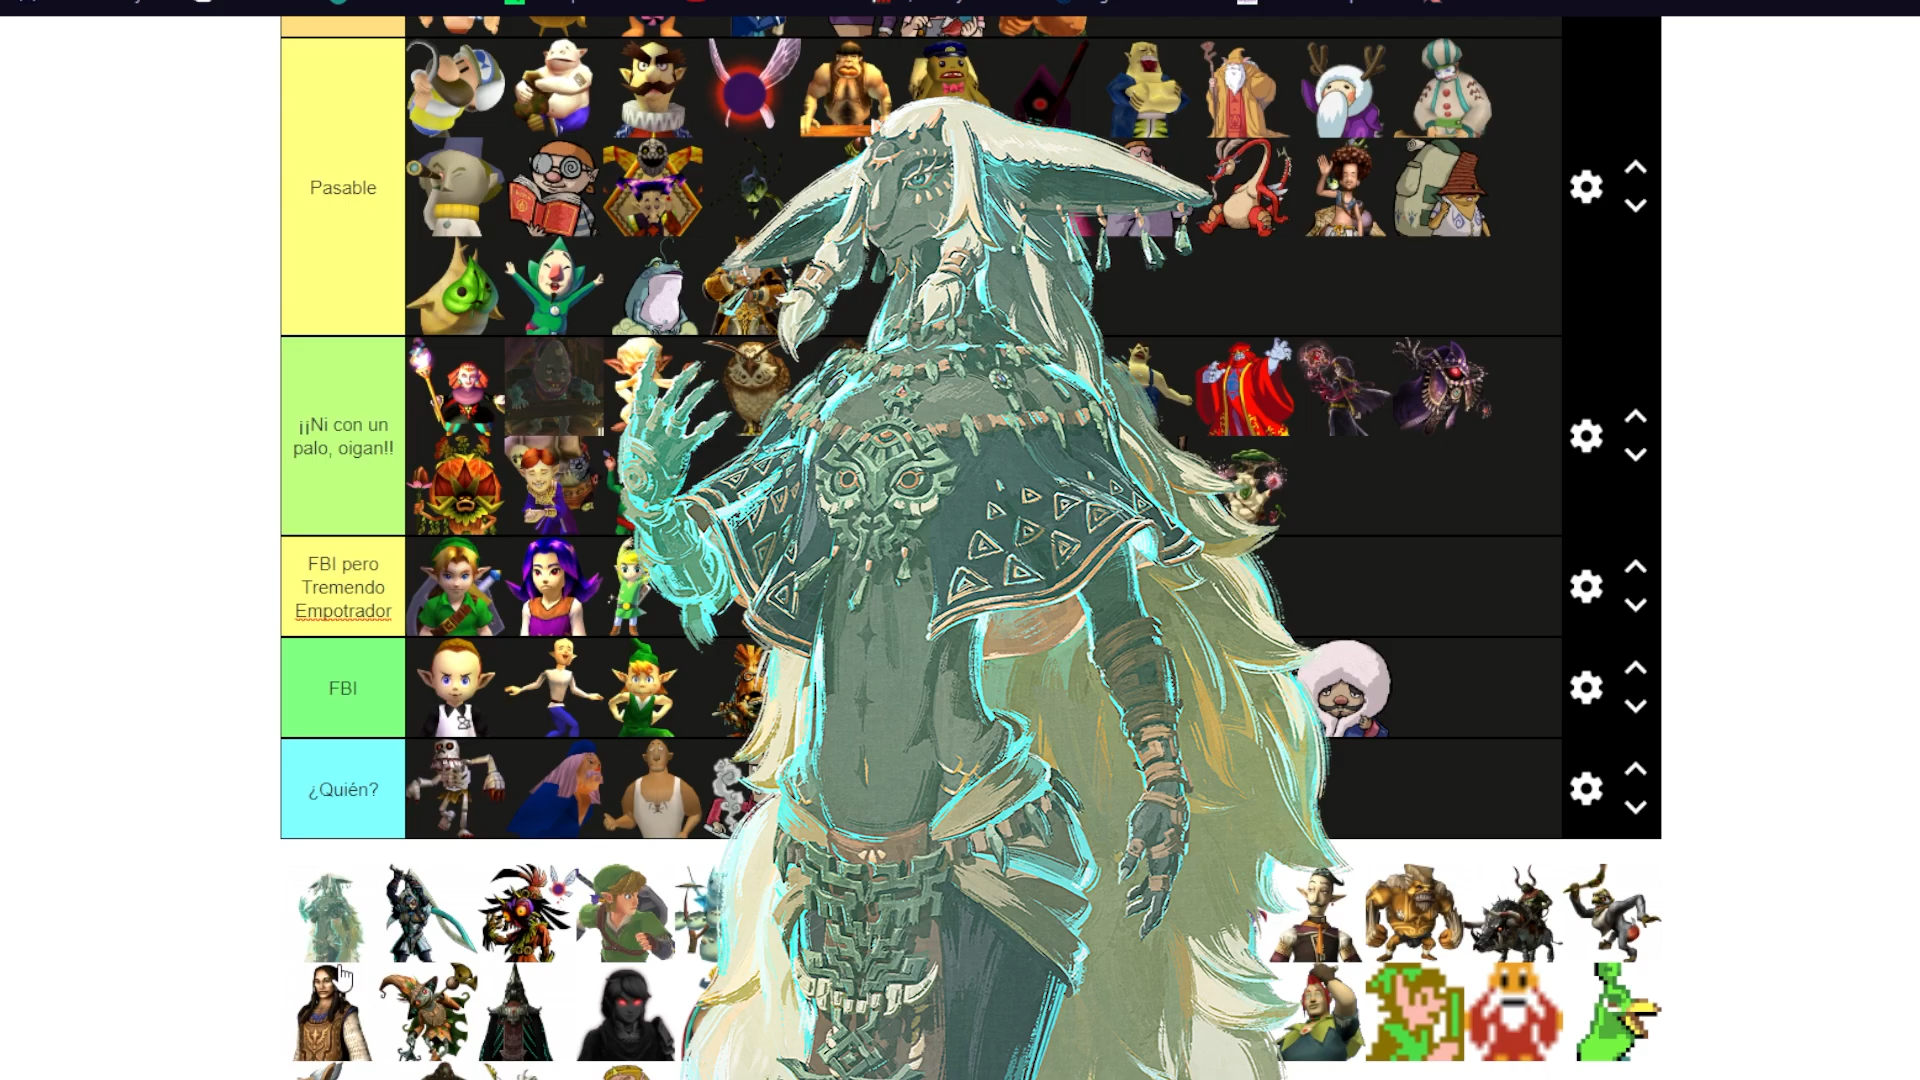 Pasable
¡¡Ni con un
palo, oigan!!
FBI pero
Tremendo
Empotrador
FBI
¿Quién?